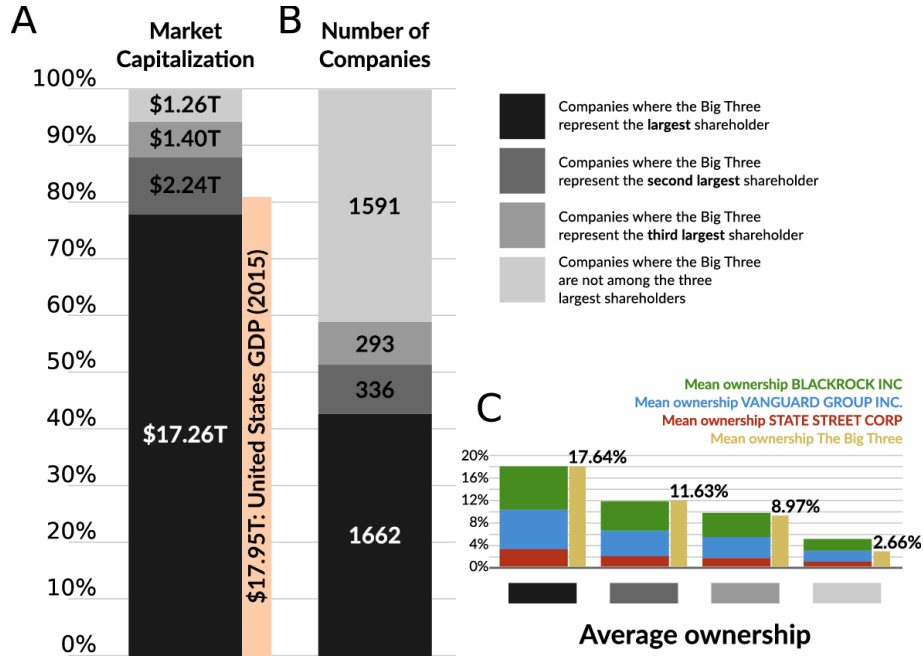 A
Market
Capitalization
100%
90%
80%
70%
60%
50%
40%
30%
20%
10%
0%
$1.26T
$1.40T
$2.24T
$17.26T
$17.95T: United States GDP (2015)
B
Number of
Companies
1591
293
336
1662
Companies where the Big Three
represent the largest shareholder
Companies where the Big Three
represent the second largest shareholder
Companies where the Big Three
represent the third largest shareholder
Companies where the Big Three
are not among the three
largest shareholders
C
Mean ownership BLACKROCK INC
Mean ownership VANGUARD GROUP INC.
Mean ownership STATE STREET CORP
Mean ownership The Big Three
20%
16%
12%
8%
4%
0%
17.64%
11.63%
8.97%
2.66%
Average ownership